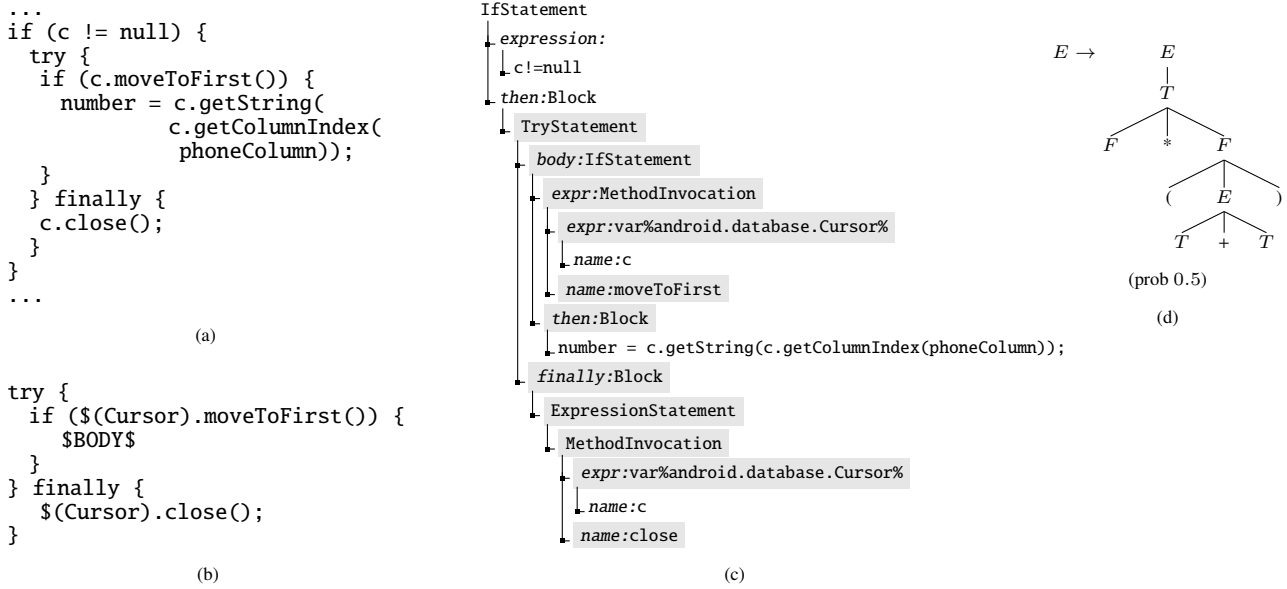 ...
if (c != null) {
try {
if (c.moveToFirst()) {
number = c.getString(
c.getColumnIndex(
phoneColumn));
}
} finally {
c.close();
}
}
...
(a)
try {
if ($(Cursor).moveToFirst()) {
$BODY$
}
} finally {
$(Cursor).close();
}
(b)
IfStatement
expression:
c!=null
then:Block
TryStatement
body:IfStatement
expr:MethodInvocation
expr:var%android.database.Cursor%
name:c
name:moveToFirst
then:Block
number = c.getString(c.getColumnIndex(phoneColumn));
finally:Block
ExpressionStatement
MethodInvocation
expr:var%android.database.Cursor%
name:c
name:close
(c)
E → E
T
F * F
( E )
T + T
(prob 0.5)
(d)